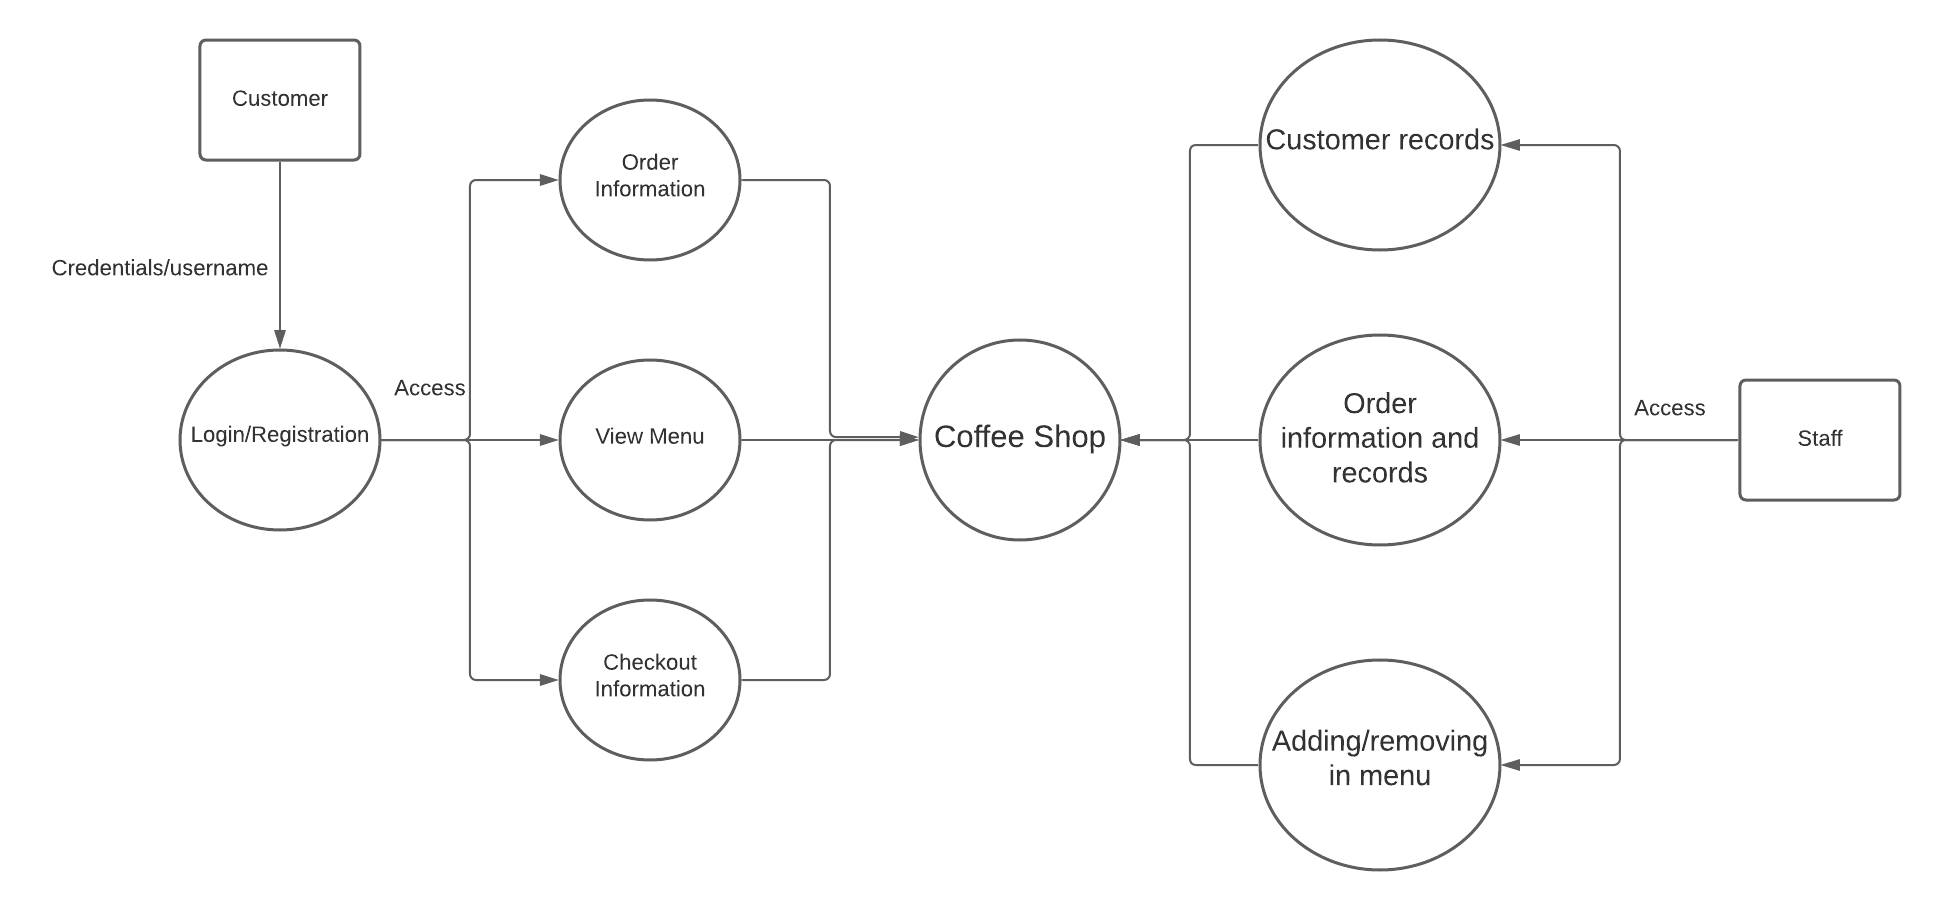 Customer
Credentials/username
Login/Registration
Access
Order
Information
View Menu
Checkout
Information
Coffee Shop
Customer records
Order
information and
records
Adding/removing
in menu
Access
Staff